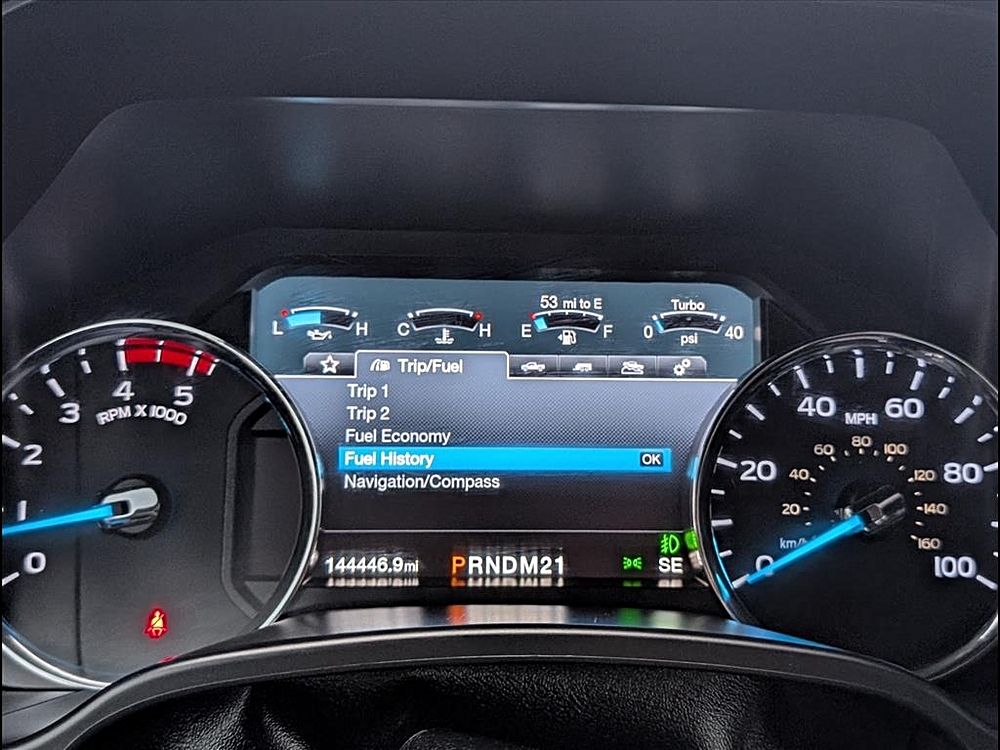 53 mi to E
Turbo
L H
C H
E F
0 40
psi
Trip/Fuel
Trip 1
Trip 2
Fuel Economy
Fuel History OK
Navigation/Compass
144446.9mi
PRNDM21
SE
0 1 2 3 4 5
RPM X 1000
0 20 40 60 80 100
MPH
20 40 60 80 100 120 140 160
km/h